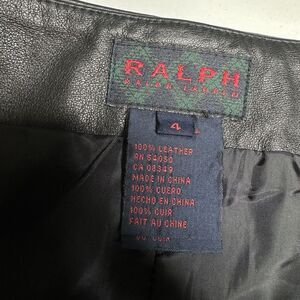 RALPH
RALPH LAUREN
4
100% LEATHER
RN 54050
CA 08349
MADE IN CHINA
100% CUERO
HECHO EN CHINA
100% CUIR
FAIT AU CHINE